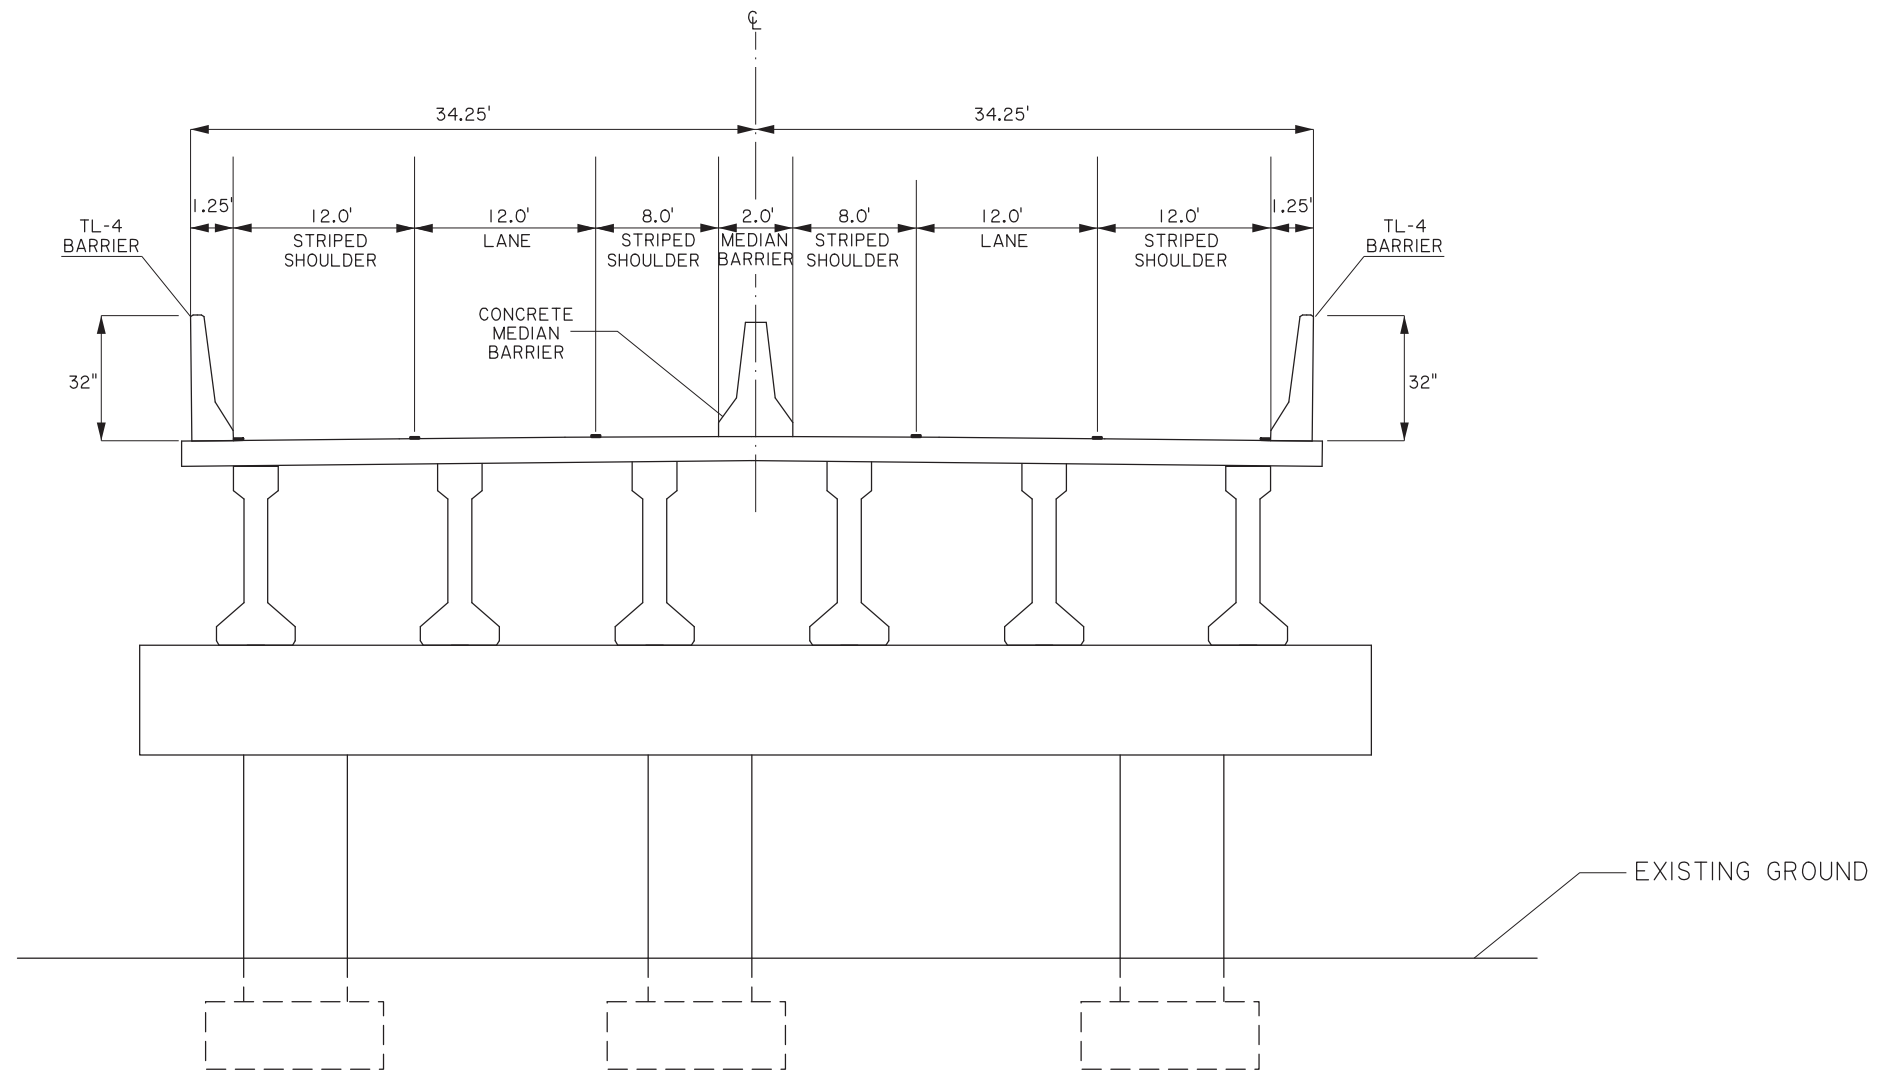 ℄
34.25'
34.25'
1.25'
12.0'
12.0'
8.0'
2.0'
8.0'
12.0'
12.0'
1.25'
TL-4
BARRIER
STRIPED
SHOULDER
LANE
STRIPED
SHOULDER
MEDIAN
BARRIER
STRIPED
SHOULDER
LANE
STRIPED
SHOULDER
TL-4
BARRIER
CONCRETE
MEDIAN
BARRIER
32"
32"
EXISTING GROUND